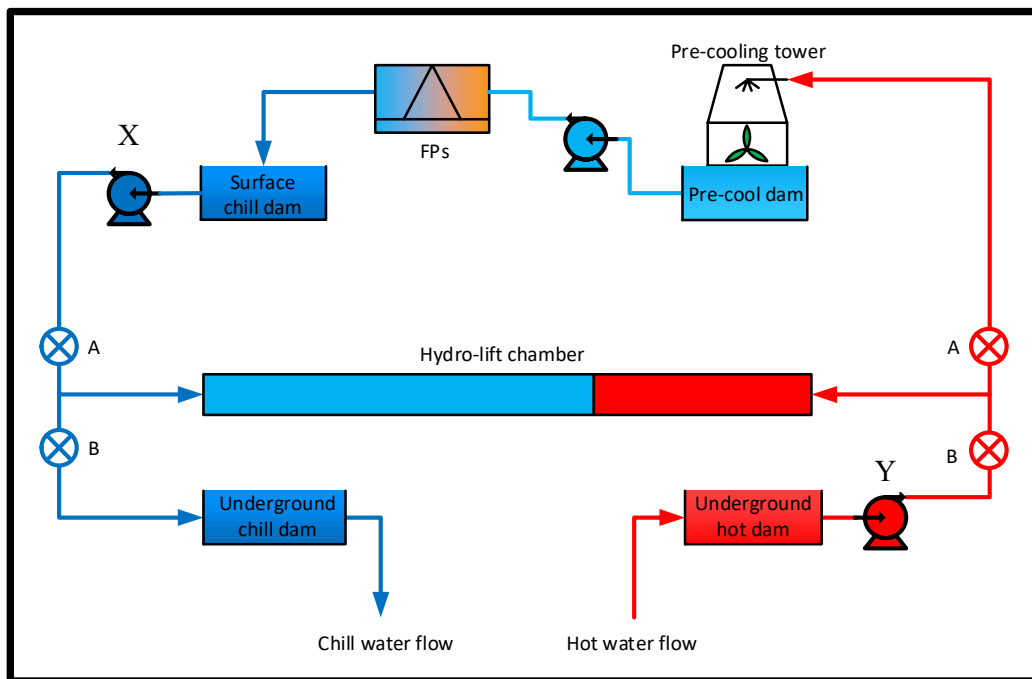 Pre-cooling tower
X
FPs
Surface
chill dam
Pre-cool dam
A
A
Hydro-lift chamber
B
B
Y
Underground
chill dam
Underground
hot dam
Chill water flow
Hot water flow